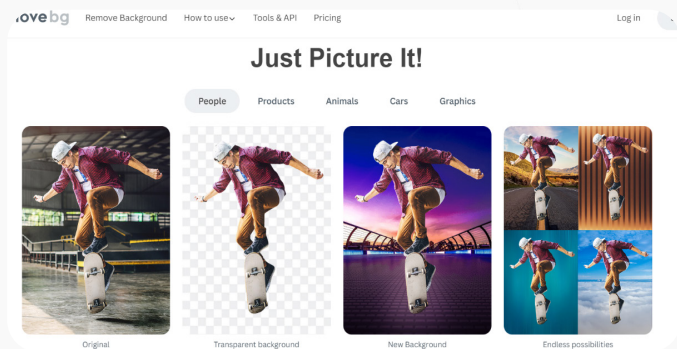 ove bg Remove Background How to use Tools & API Pricing Log in
Just Picture It!
People Products Animals Cars Graphics
Original Transparent background New Background Endless possibilities